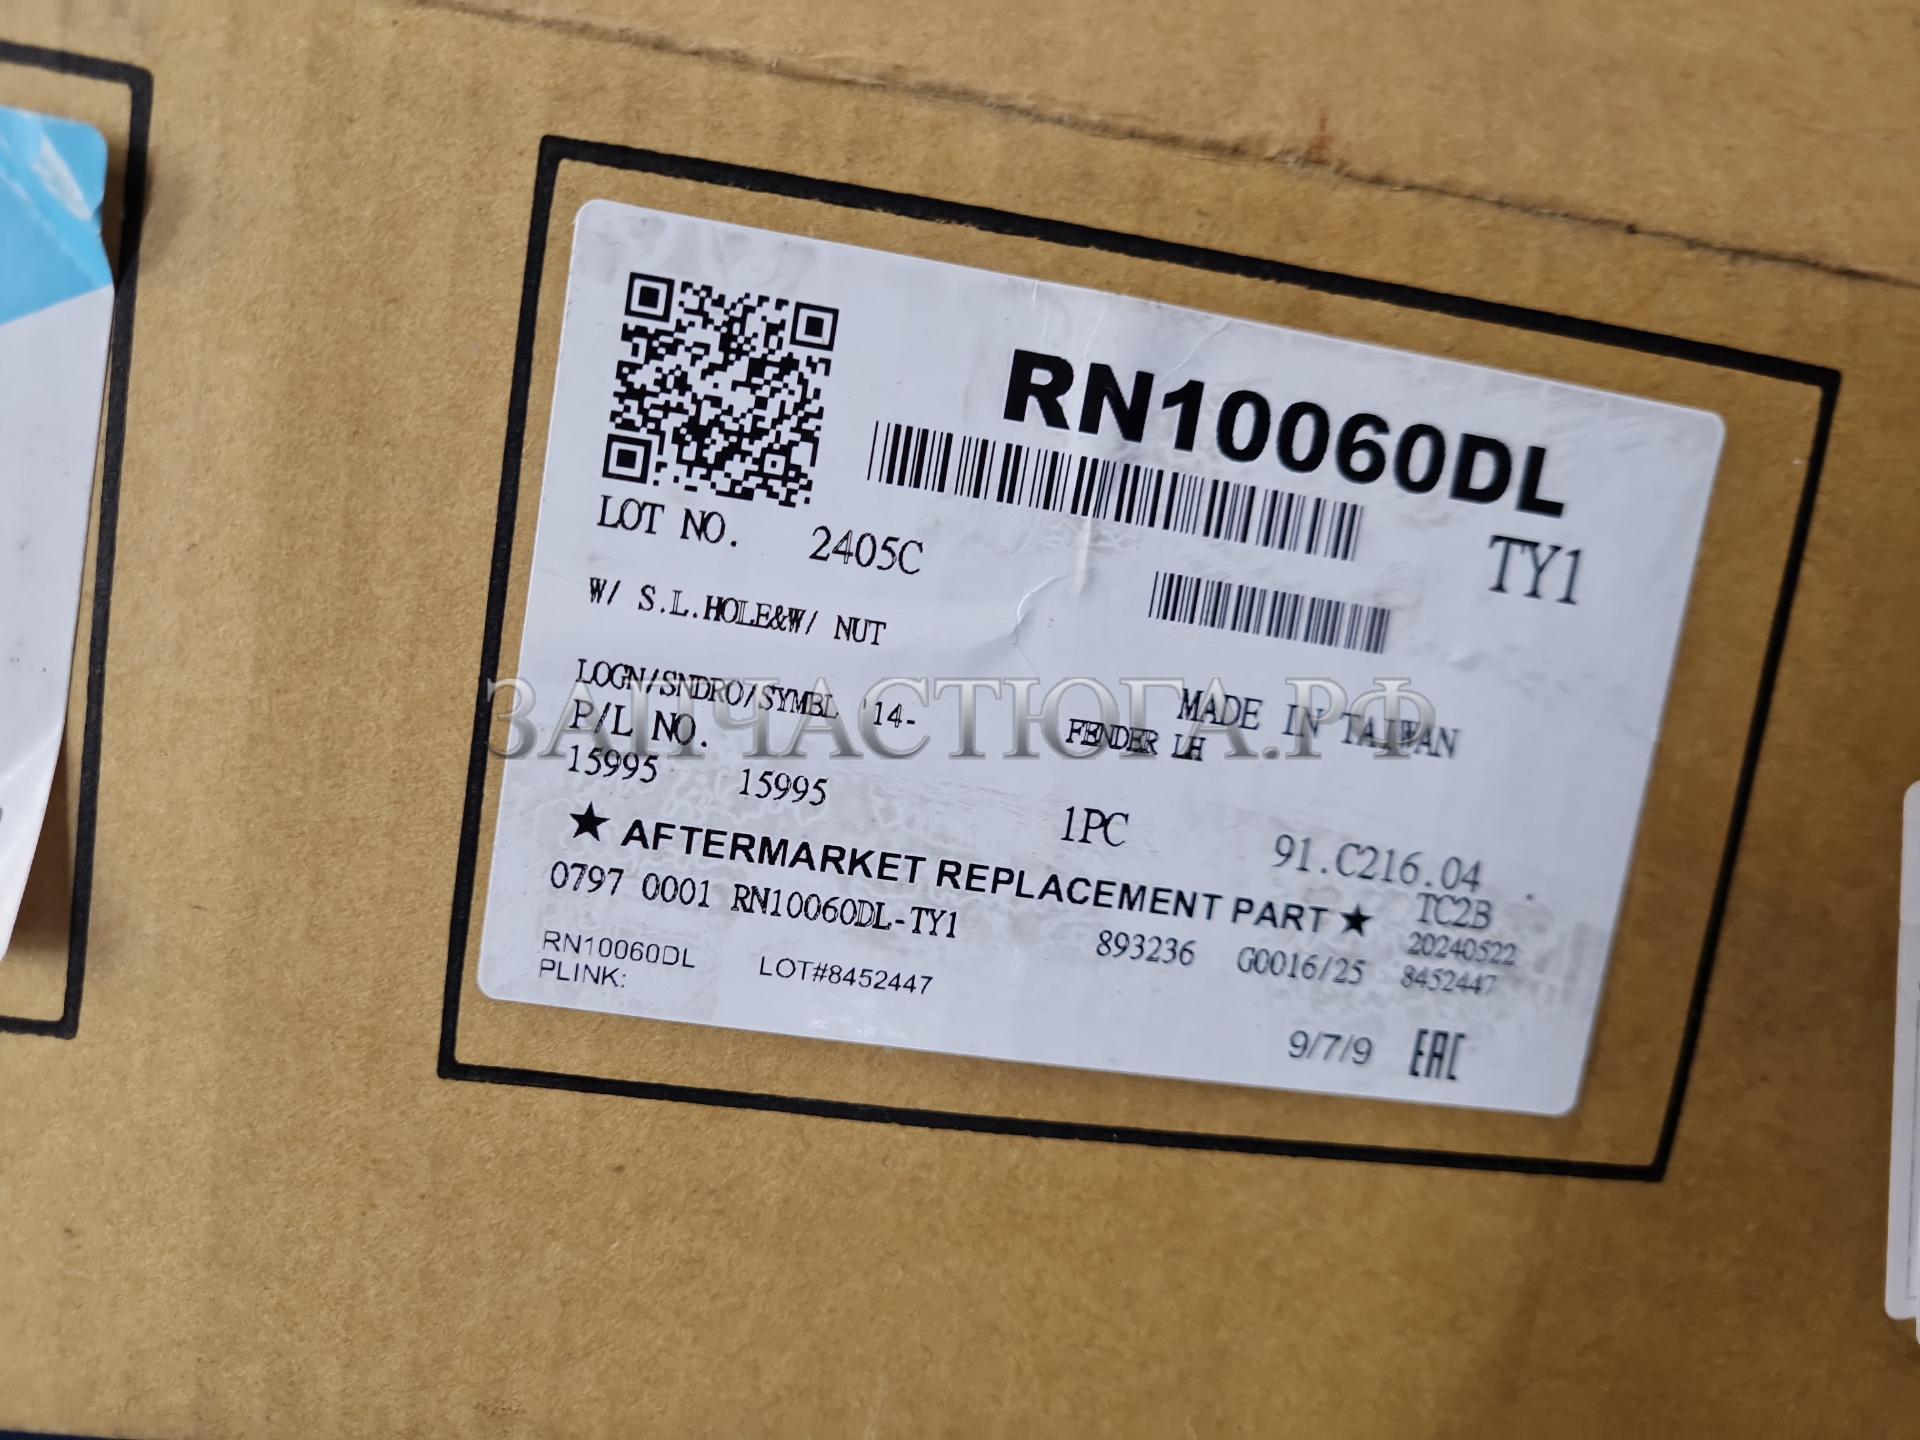 RN10060DL
TY1
LOT NO. 2405C
W/ S.L.HOLE&W/ NUT
LOGN/SNDRO/SYMBL '14-
MADE IN TAIWAN
P/L NO.
FENDER LH
ЗАПЧАСТЮГА.РФ
15995 15995
1PC
91.C216.04
★ AFTERMARKET REPLACEMENT PART ★
TC2B
0797 0001 RN10060DL-TY1
893236 G0016/25
20240522
8452447
RN10060DL LOT#8452447
PLINK:
9/7/9 EAC